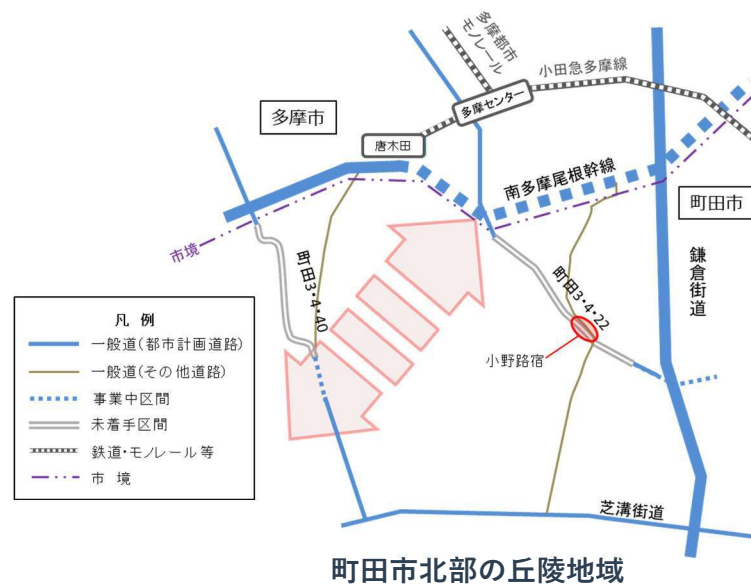 多摩都市
モノレール
小田急多摩線
多摩センター
多摩市
唐木田
南多摩尾根幹線
町田市
市境
町田3・4・40
町田3・4・22
鎌倉街道
小野路宿
凡 例
一般道(都市計画道路)
一般道(その他道路)
事業中区間
未着手区間
鉄道・モノレール等
市 境
芝溝街道
町田市北部の丘陵地域